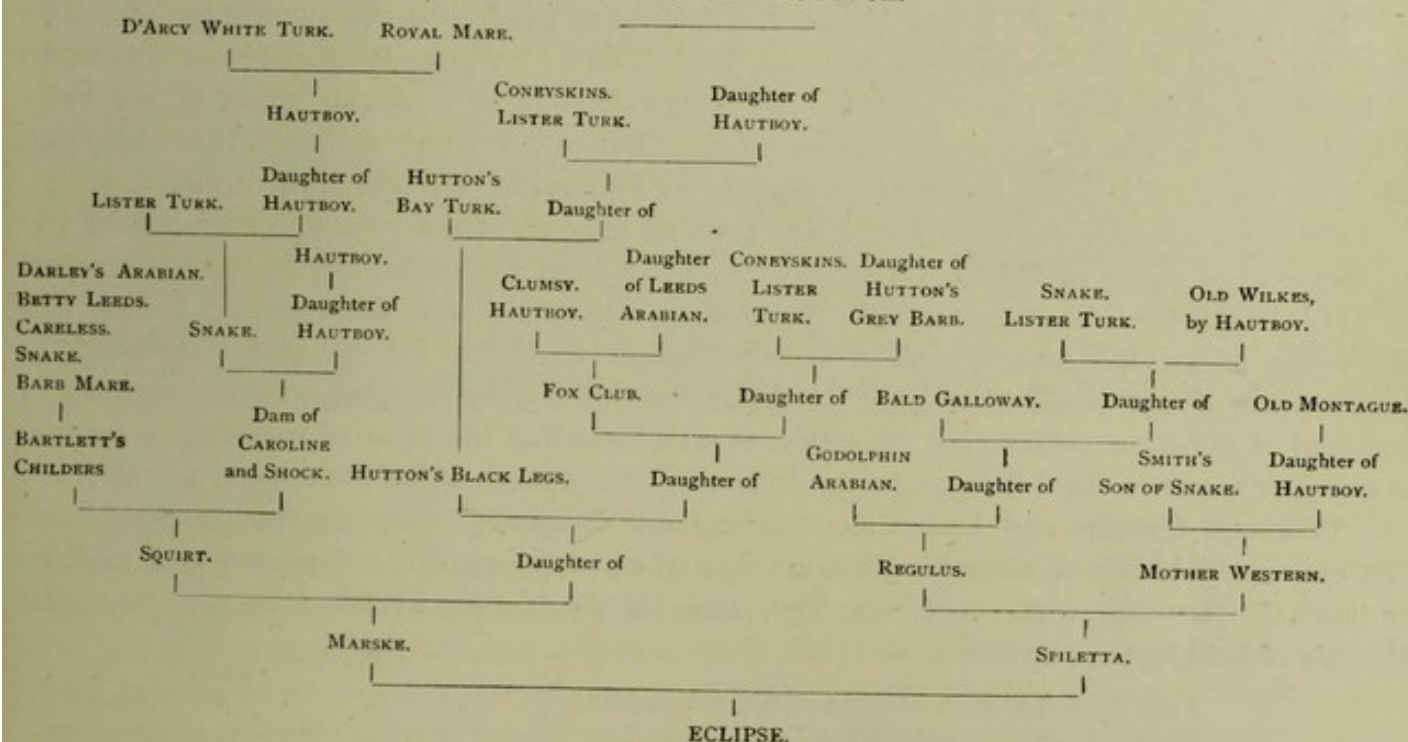 D'ARCY WHITE TURK. ROYAL MARE.
HAUTBOY.
CONEYSKINS.
LISTER TURK.
Daughter of
HAUTBOY.
LISTER TURK.
Daughter of
HAUTBOY.
HUTTON'S
BAY TURK.
Daughter of
DARLEY'S ARABIAN.
BETTY LEEDS.
CARELESS.
SNAKE.
BARB MARE.
BARTLETT'S
CHILDERS
SNAKE.
HAUTBOY.
Daughter of
HAUTBOY.
Dam of
CAROLINE
and SHOCK.
HUTTON'S BLACK LEGS.
CLUMSY.
HAUTBOY.
Daughter
of LEEDS
ARABIAN.
CONEYSKINS.
LISTER
TURK.
Daughter of
HUTTON'S
GREY BARB.
SNAKE.
LISTER TURK.
OLD WILKES,
by HAUTBOY.
FOX CLUB.
Daughter of
BALD GALLOWAY.
Daughter of
OLD MONTAGUE.
Daughter of
GODOLPHIN
ARABIAN.
Daughter of
SMITH'S
SON OF SNAKE.
Daughter of
HAUTBOY.
SQUIRT.
Daughter of
REGULUS.
MOTHER WESTERN.
MARSKE.
SPILETTA.
ECLIPSE.